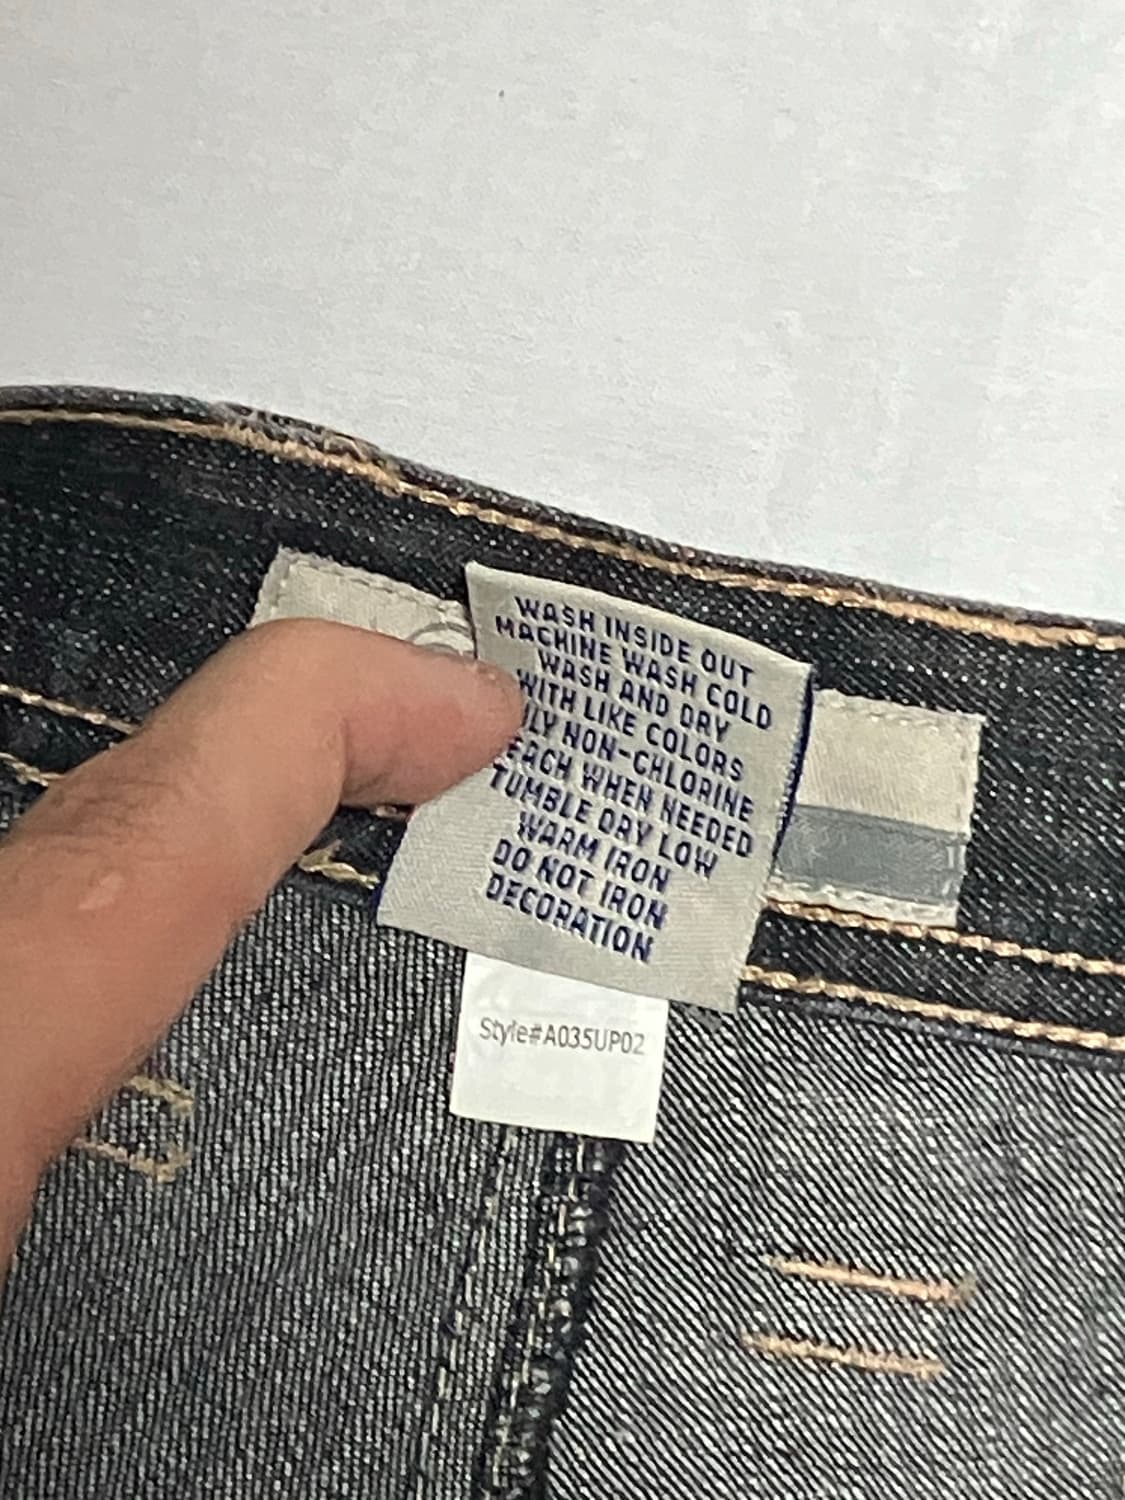 WASH INSIDE OUT
MACHINE WASH COLD
WASH AND DRY
WITH LIKE COLORS
NON-CHLORINE
WHEN NEEDED
TUMBLE DRY LOW
WARM IRON
DO NOT IRON
DECORATION
Style#A035UP02